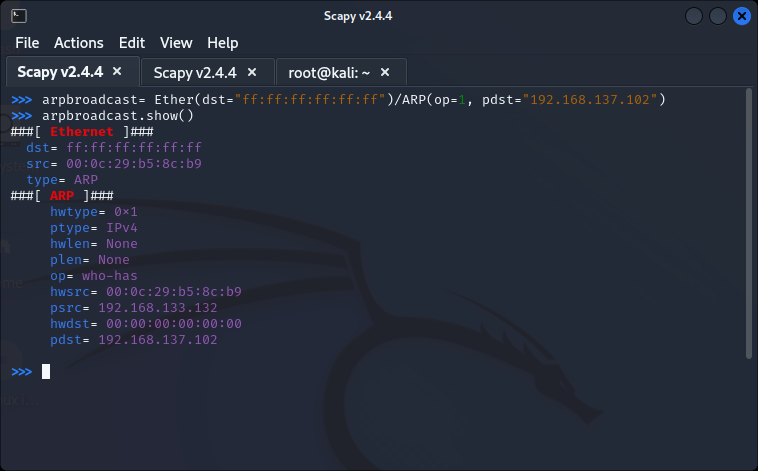 Scapy v2.4.4
File Actions Edit View Help
Scapy v2.4.4 × Scapy v2.4.4 × root@kali: ~ ×
>>> arpbroadcast= Ether(dst="ff:ff:ff:ff:ff:ff")/ARP(op=1, pdst="192.168.137.102")
>>> arpbroadcast.show()
###[ Ethernet ]###
  dst= ff:ff:ff:ff:ff:ff
  src= 00:0c:29:b5:8c:b9
  type= ARP
###[ ARP ]###
     hwtype= 0×1
     ptype= IPv4
     hwlen= None
     plen= None
     op= who-has
     hwsrc= 00:0c:29:b5:8c:b9
     psrc= 192.168.133.132
     hwdst= 00:00:00:00:00:00
     pdst= 192.168.137.102
>>>